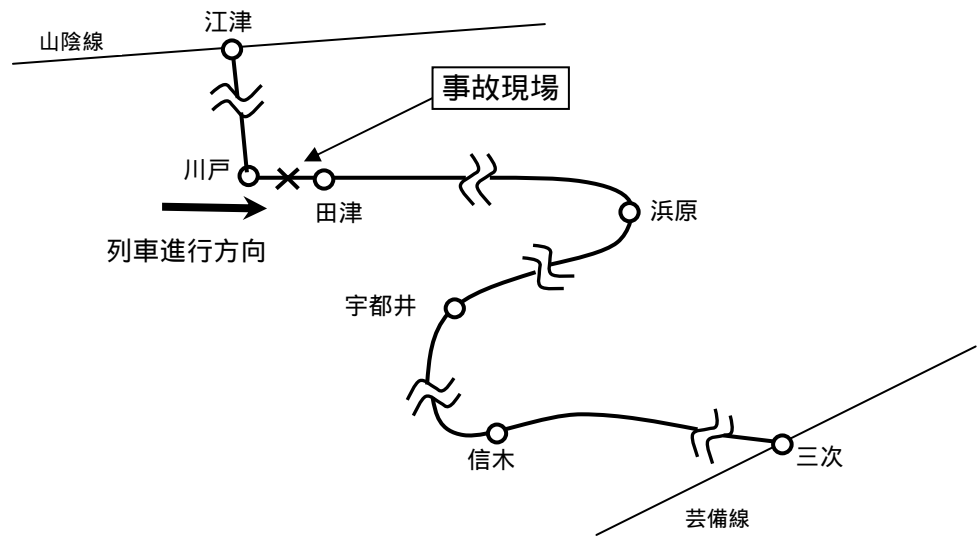 江津
山陰線
事故現場
川戸
田津
浜原
列車進行方向
宇都井
信木
三次
芸備線